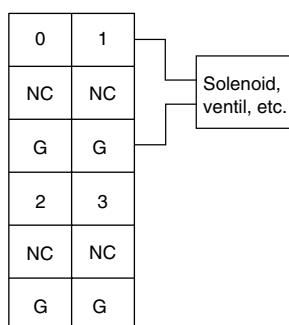 0 1
NC NC
G G
2 3
NC NC
G G
Solenoid,
ventil, etc.